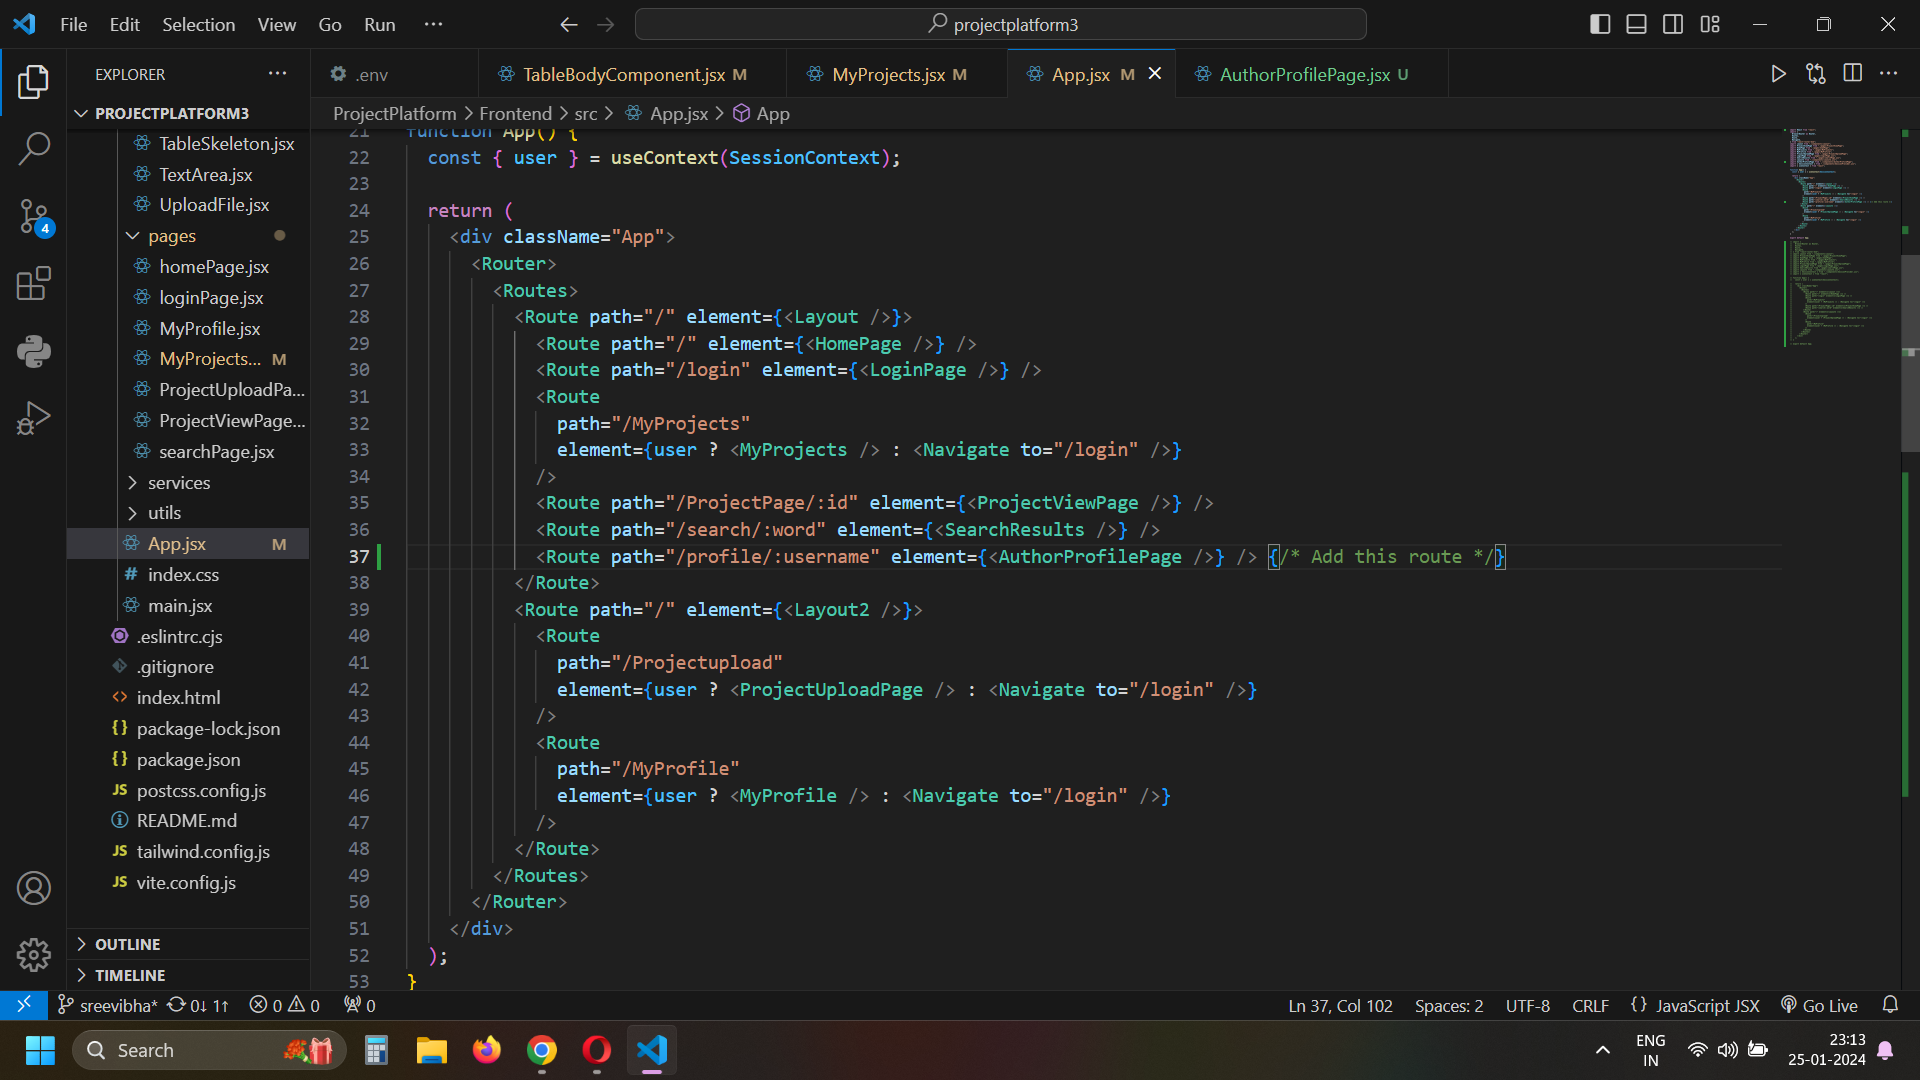 File Edit Selection View Go Run ···
projectplatform3
EXPLORER ···
PROJECTPLATFORM3
TableSkeleton.jsx
TextArea.jsx
UploadFile.jsx
pages
homePage.jsx
loginPage.jsx
MyProfile.jsx
MyProjects... M
ProjectUploadPa...
ProjectViewPage...
searchPage.jsx
services
utils
App.jsx M
# index.css
main.jsx
.eslintrc.cjs
.gitignore
<> index.html
{} package-lock.json
{} package.json
JS postcss.config.js
README.md
JS tailwind.config.js
JS vite.config.js
OUTLINE
TIMELINE
4
.env TableBodyComponent.jsx M MyProjects.jsx M App.jsx M AuthorProfilePage.jsx U
ProjectPlatform > Frontend > src > App.jsx > App
21 function App() {
22 const { user } = useContext(SessionContext);
23
24 return (
25 <div className="App">
26 <Router>
27 <Routes>
28 <Route path="/" element={<Layout />}>
29 <Route path="/" element={<HomePage />} />
30 <Route path="/login" element={<LoginPage />} />
31 <Route
32 path="/MyProjects"
33 element={user ? <MyProjects /> : <Navigate to="/login" />}
34 />
35 <Route path="/ProjectPage/:id" element={<ProjectViewPage />} />
36 <Route path="/search/:word" element={<SearchResults />} />
37 <Route path="/profile/:username" element={<AuthorProfilePage />} /> {/* Add this route */}
38 </Route>
39 <Route path="/" element={<Layout2 />}>
40 <Route
41 path="/Projectupload"
42 element={user ? <ProjectUploadPage /> : <Navigate to="/login" />}
43 />
44 <Route
45 path="/MyProfile"
46 element={user ? <MyProfile /> : <Navigate to="/login" />}
47 />
48 </Route>
49 </Routes>
50 </Router>
51 </div>
52 );
53 }
sreevibha* 0↓ 1↑ 0 0 0 Ln 37, Col 102 Spaces: 2 UTF-8 CRLF {} JavaScript JSX Go Live
Search ENG IN 23:13
25-01-2024